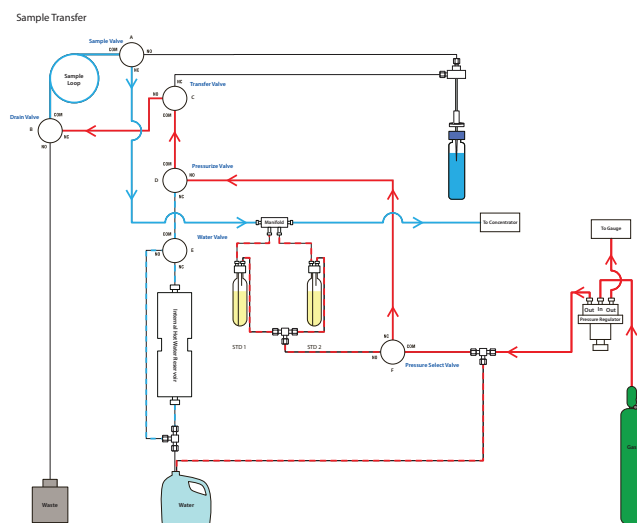 Sample Transfer
A
Sample Valve
COM
NO
NC
Sample
Loop
NC
Transfer Valve
NO
C
COM
Drain Valve
COM
B
NC
NO
Pressurize Valve
COM
D
NO
NC
Manifold
To Concentrator
To Gauge
Water Valve
COM
NO
E
NC
Out In Out
Pressure Regulator
Internal Hot Water Reservoir
STD 1
STD 2
NC
COM
NO
F
Pressure Select Valve
Gas
Waste
Water